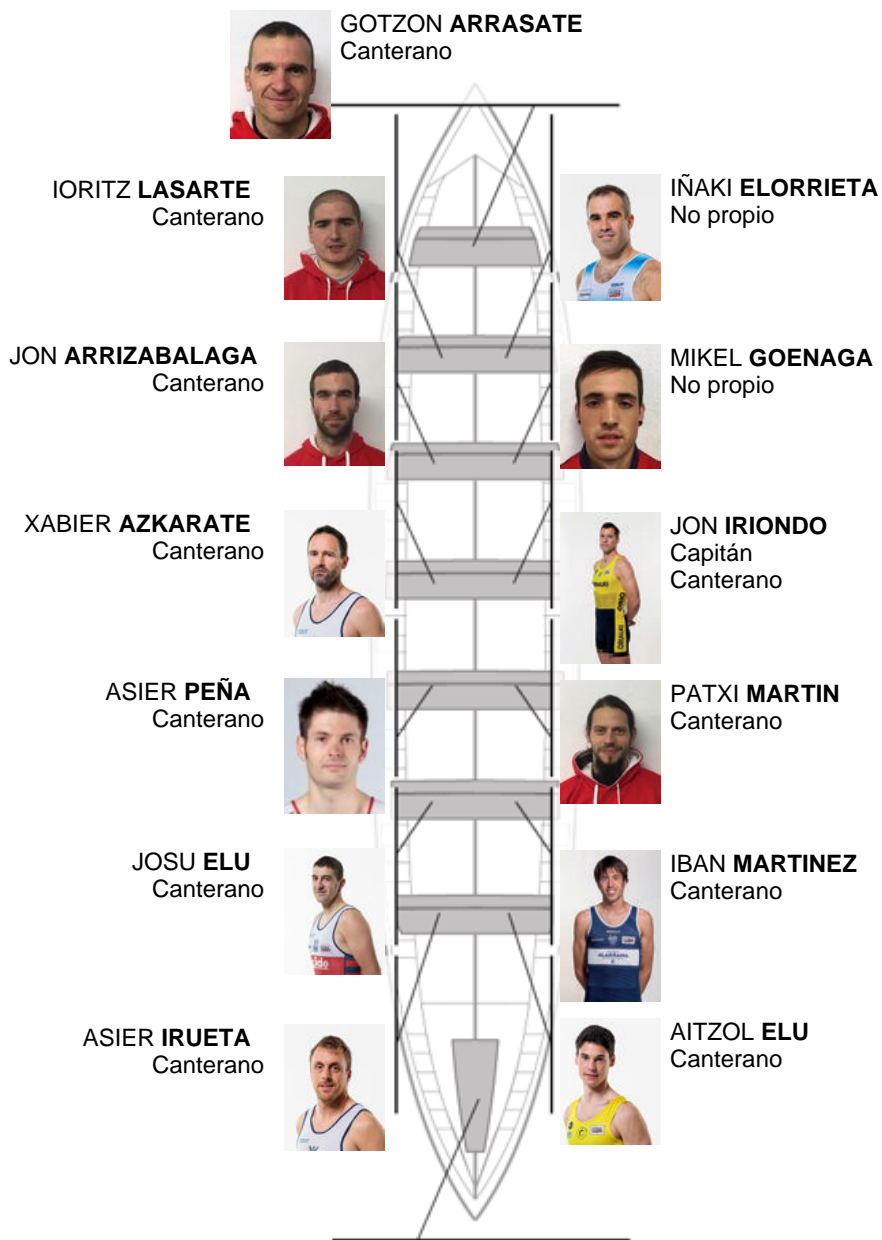 GOTZON ARRASATE
Canterano
IORITZ LASARTE
Canterano
IÑAKI ELORRIETA
No propio
JON ARRIZABALAGA
Canterano
MIKEL GOENAGA
No propio
XABIER AZKARATE
Canterano
JON IRIONDO
Capitán
Canterano
ASIER PEÑA
Canterano
PATXI MARTIN
Canterano
JOSU ELU
Canterano
IBAN MARTINEZ
Canterano
ASIER IRUETA
Canterano
AITZOL ELU
Canterano